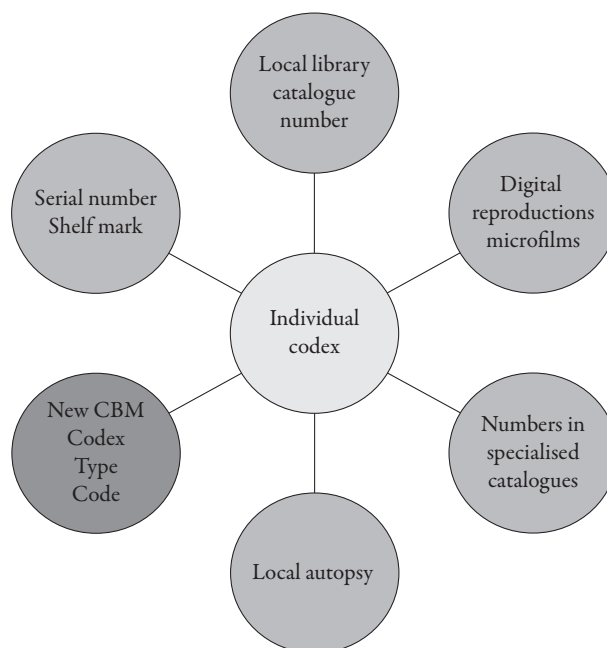 Local library
catalogue
number
Serial number
Shelf mark
Digital
reproductions
microfilms
Individual
codex
New CBM
Codex
Type
Code
Numbers in
specialised
catalogues
Local autopsy